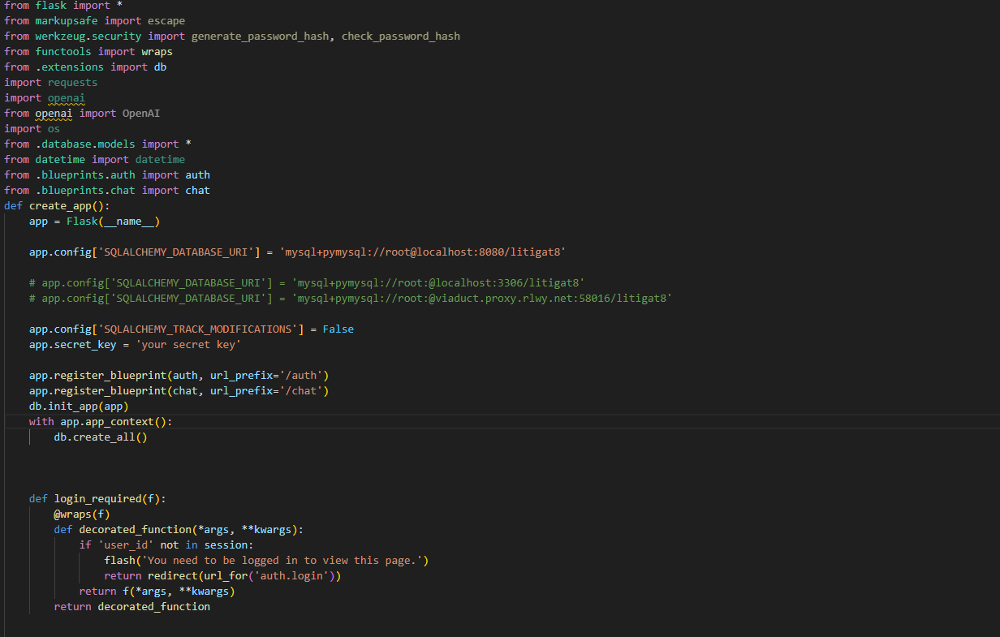 from flask import *
from markupsafe import escape
from werkzeug.security import generate_password_hash, check_password_hash
from functools import wraps
from .extensions import db
import requests
import openai
from openai import OpenAI
import os
from .database.models import *
from datetime import datetime
from .blueprints.auth import auth
from .blueprints.chat import chat
def create_app():
    app = Flask(__name__)
    app.config['SQLALCHEMY_DATABASE_URI'] = 'mysql+pymysql://root@localhost:8080/litigat8'
    # app.config['SQLALCHEMY_DATABASE_URI'] = 'mysql+pymysql://root:@localhost:3306/litigat8'
    # app.config['SQLALCHEMY_DATABASE_URI'] = 'mysql+pymysql://root:@viaduct.proxy.rlwy.net:58016/litigat8'
    app.config['SQLALCHEMY_TRACK_MODIFICATIONS'] = False
    app.secret_key = 'your secret key'
    app.register_blueprint(auth, url_prefix='/auth')
    app.register_blueprint(chat, url_prefix='/chat')
    db.init_app(app)
    with app.app_context():
        db.create_all()
    def login_required(f):
        @wraps(f)
        def decorated_function(*args, **kwargs):
            if 'user_id' not in session:
                flash('You need to be logged in to view this page.')
                return redirect(url_for('auth.login'))
            return f(*args, **kwargs)
        return decorated_function